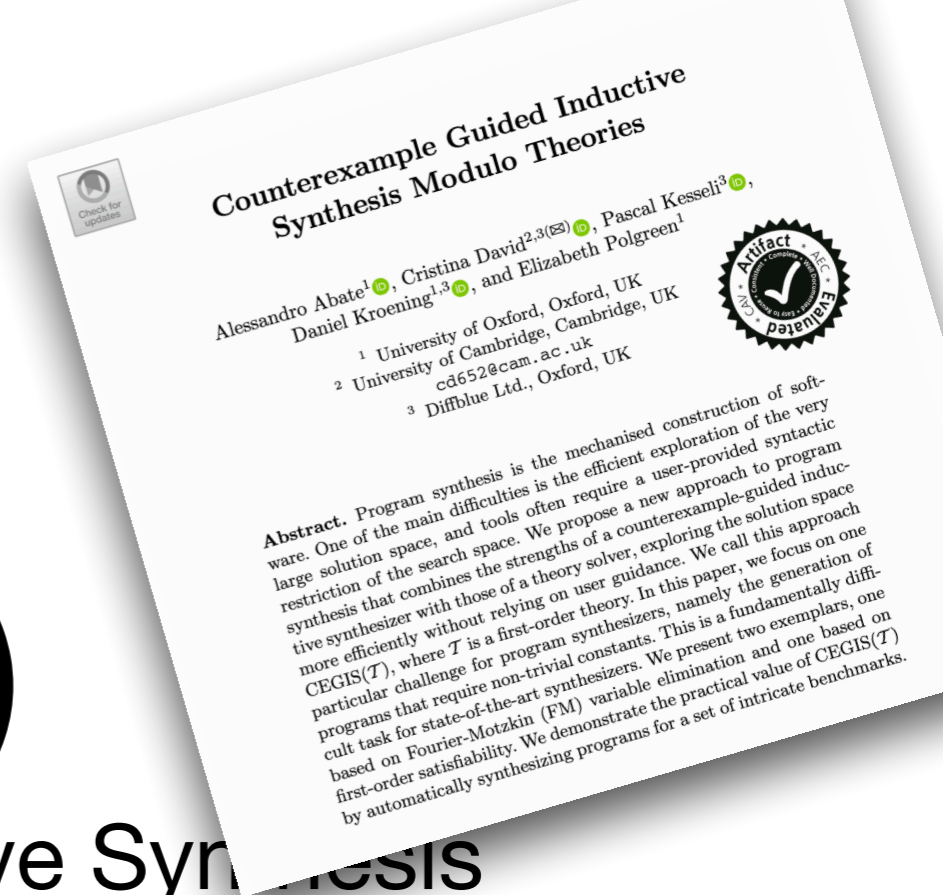 Check for
updates
Counterexample Guided Inductive
Synthesis Modulo Theories
Alessandro Abate¹ iD, Cristina David²,³(✉) iD, Pascal Kesseli³ iD,
Daniel Kroening¹,³ iD, and Elizabeth Polgreen¹
¹ University of Oxford, Oxford, UK
² University of Cambridge, Cambridge, UK
cd652@cam.ac.uk
³ Diffblue Ltd., Oxford, UK
Artifact
* AEC *
Evaluated
* CAV *
* Complete * Well Documented * Easy to Reuse * Consistent
Abstract. Program synthesis is the mechanised construction of soft-
ware. One of the main difficulties is the efficient exploration of the very
large solution space, and tools often require a user-provided syntactic
restriction of the search space. We propose a new approach to program
synthesis that combines the strengths of a counterexample-guided induc-
tive synthesizer with those of a theory solver, exploring the solution space
more efficiently without relying on user guidance. We call this approach
CEGIS(𝒯), where 𝒯 is a first-order theory. In this paper, we focus on one
particular challenge for program synthesizers, namely the generation of
programs that require non-trivial constants. This is a fundamentally diffi-
cult task for state-of-the-art synthesizers. We present two exemplars, one
based on Fourier-Motzkin (FM) variable elimination and one based on
first-order satisfiability. We demonstrate the practical value of CEGIS(𝒯)
by automatically synthesizing programs for a set of intricate benchmarks.